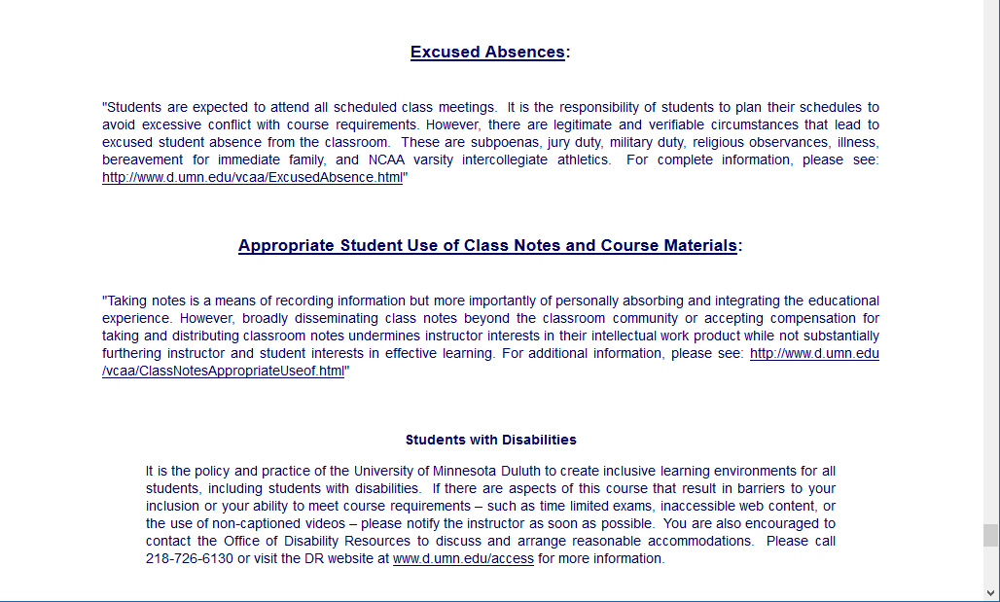 Excused Absences:
"Students are expected to attend all scheduled class meetings.  It is the responsibility of students to plan their schedules to
avoid excessive conflict with course requirements. However, there are legitimate and verifiable circumstances that lead to
excused student absence from the classroom.  These are subpoenas, jury duty, military duty, religious observances, illness,
bereavement for immediate family, and NCAA varsity intercollegiate athletics.  For complete information, please see:
http://www.d.umn.edu/vcaa/ExcusedAbsence.html"
Appropriate Student Use of Class Notes and Course Materials:
"Taking notes is a means of recording information but more importantly of personally absorbing and integrating the educational
experience. However, broadly disseminating class notes beyond the classroom community or accepting compensation for
taking and distributing classroom notes undermines instructor interests in their intellectual work product while not substantially
furthering instructor and student interests in effective learning. For additional information, please see: http://www.d.umn.edu
/vcaa/ClassNotesAppropriateUseof.html"
Students with Disabilities
It is the policy and practice of the University of Minnesota Duluth to create inclusive learning environments for all
students, including students with disabilities.  If there are aspects of this course that result in barriers to your
inclusion or your ability to meet course requirements – such as time limited exams, inaccessible web content, or
the use of non-captioned videos – please notify the instructor as soon as possible.  You are also encouraged to
contact the Office of Disability Resources to discuss and arrange reasonable accommodations.  Please call
218-726-6130 or visit the DR website at www.d.umn.edu/access for more information.